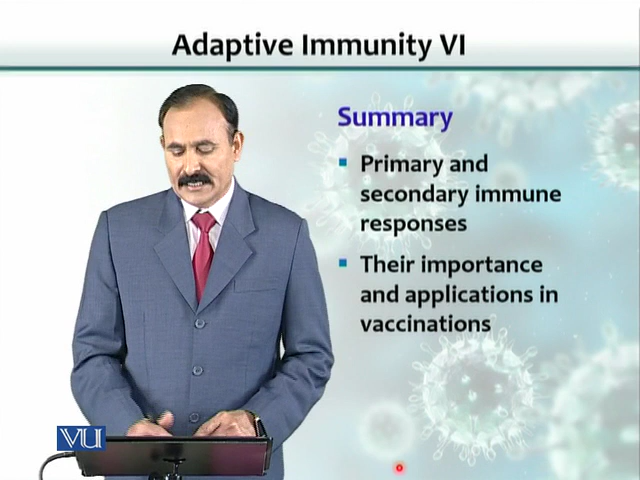 Adaptive Immunity VI
Summary
Primary and
secondary immune
responses
Their importance
and applications in
vaccinations
VU